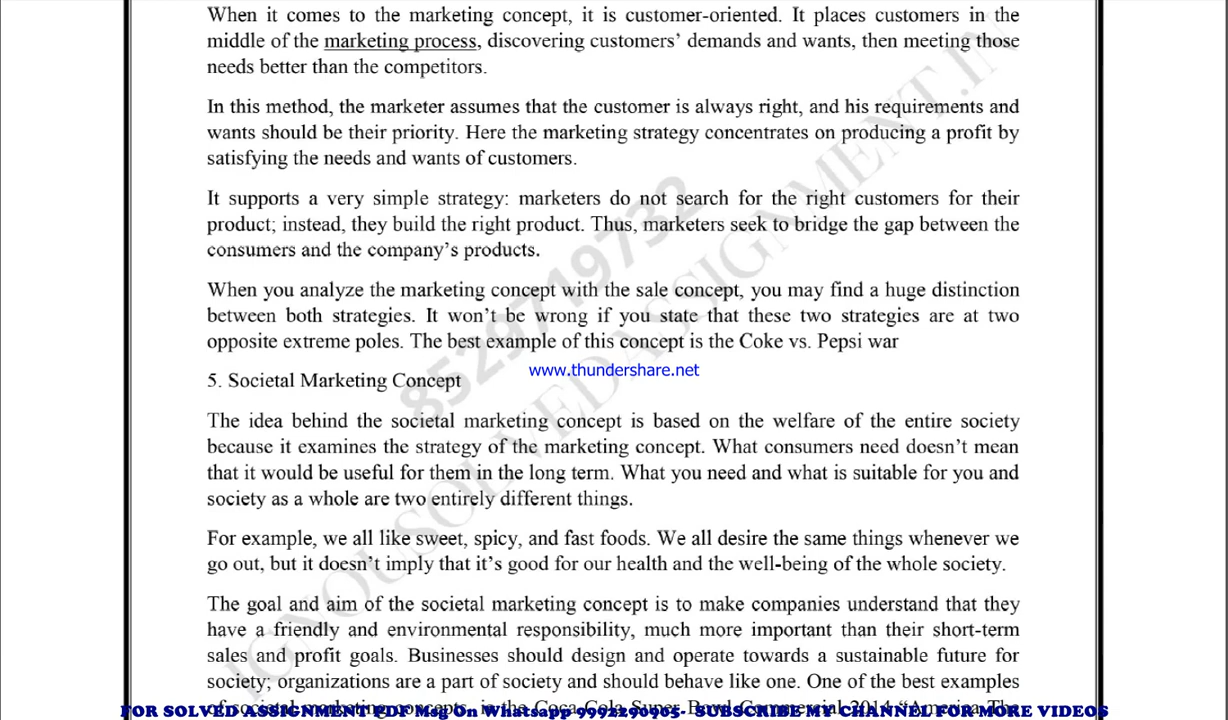 When it comes to the marketing concept, it is customer-oriented. It places customers in the
middle of the marketing process, discovering customers' demands and wants, then meeting those
needs better than the competitors.
In this method, the marketer assumes that the customer is always right, and his requirements and
wants should be their priority. Here the marketing strategy concentrates on producing a profit by
satisfying the needs and wants of customers.
It supports a very simple strategy: marketers do not search for the right customers for their
product; instead, they build the right product. Thus, marketers seek to bridge the gap between the
consumers and the company's products.
When you analyze the marketing concept with the sale concept, you may find a huge distinction
between both strategies. It won't be wrong if you state that these two strategies are at two
opposite extreme poles. The best example of this concept is the Coke vs. Pepsi war
www.thundershare.net
5. Societal Marketing Concept
The idea behind the societal marketing concept is based on the welfare of the entire society
because it examines the strategy of the marketing concept. What consumers need doesn't mean
that it would be useful for them in the long term. What you need and what is suitable for you and
society as a whole are two entirely different things.
For example, we all like sweet, spicy, and fast foods. We all desire the same things whenever we
go out, but it doesn't imply that it's good for our health and the well-being of the whole society.
The goal and aim of the societal marketing concept is to make companies understand that they
have a friendly and environmental responsibility, much more important than their short-term
sales and profit goals. Businesses should design and operate towards a sustainable future for
society; organizations are a part of society and should behave like one. One of the best examples
FOR SOLVED ASSIGNMENT PDF Msg On Whatsapp 9992290905- SUBSCRIBE MY CHANNEL FOR MORE VIDEOS
8529719732
IGNOUSOLVEDASSIGNMENT.IN